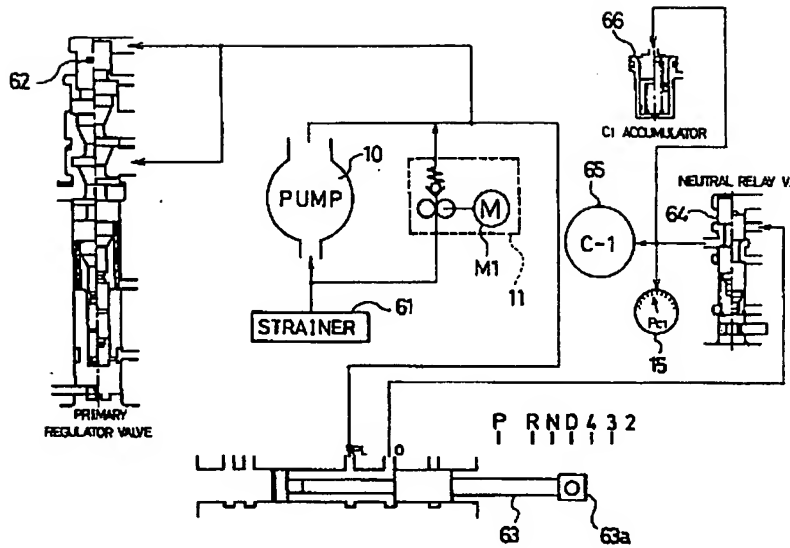 62
66
C1 ACCUMULATOR
10
PUMP
65
C-1
NEUTRAL RELAY V.
64
M
M1
11
STRAINER
61
PC1
15
PRIMARY
REGULATOR VALVE
P R N D 4 3 2
PL
D
63
63a